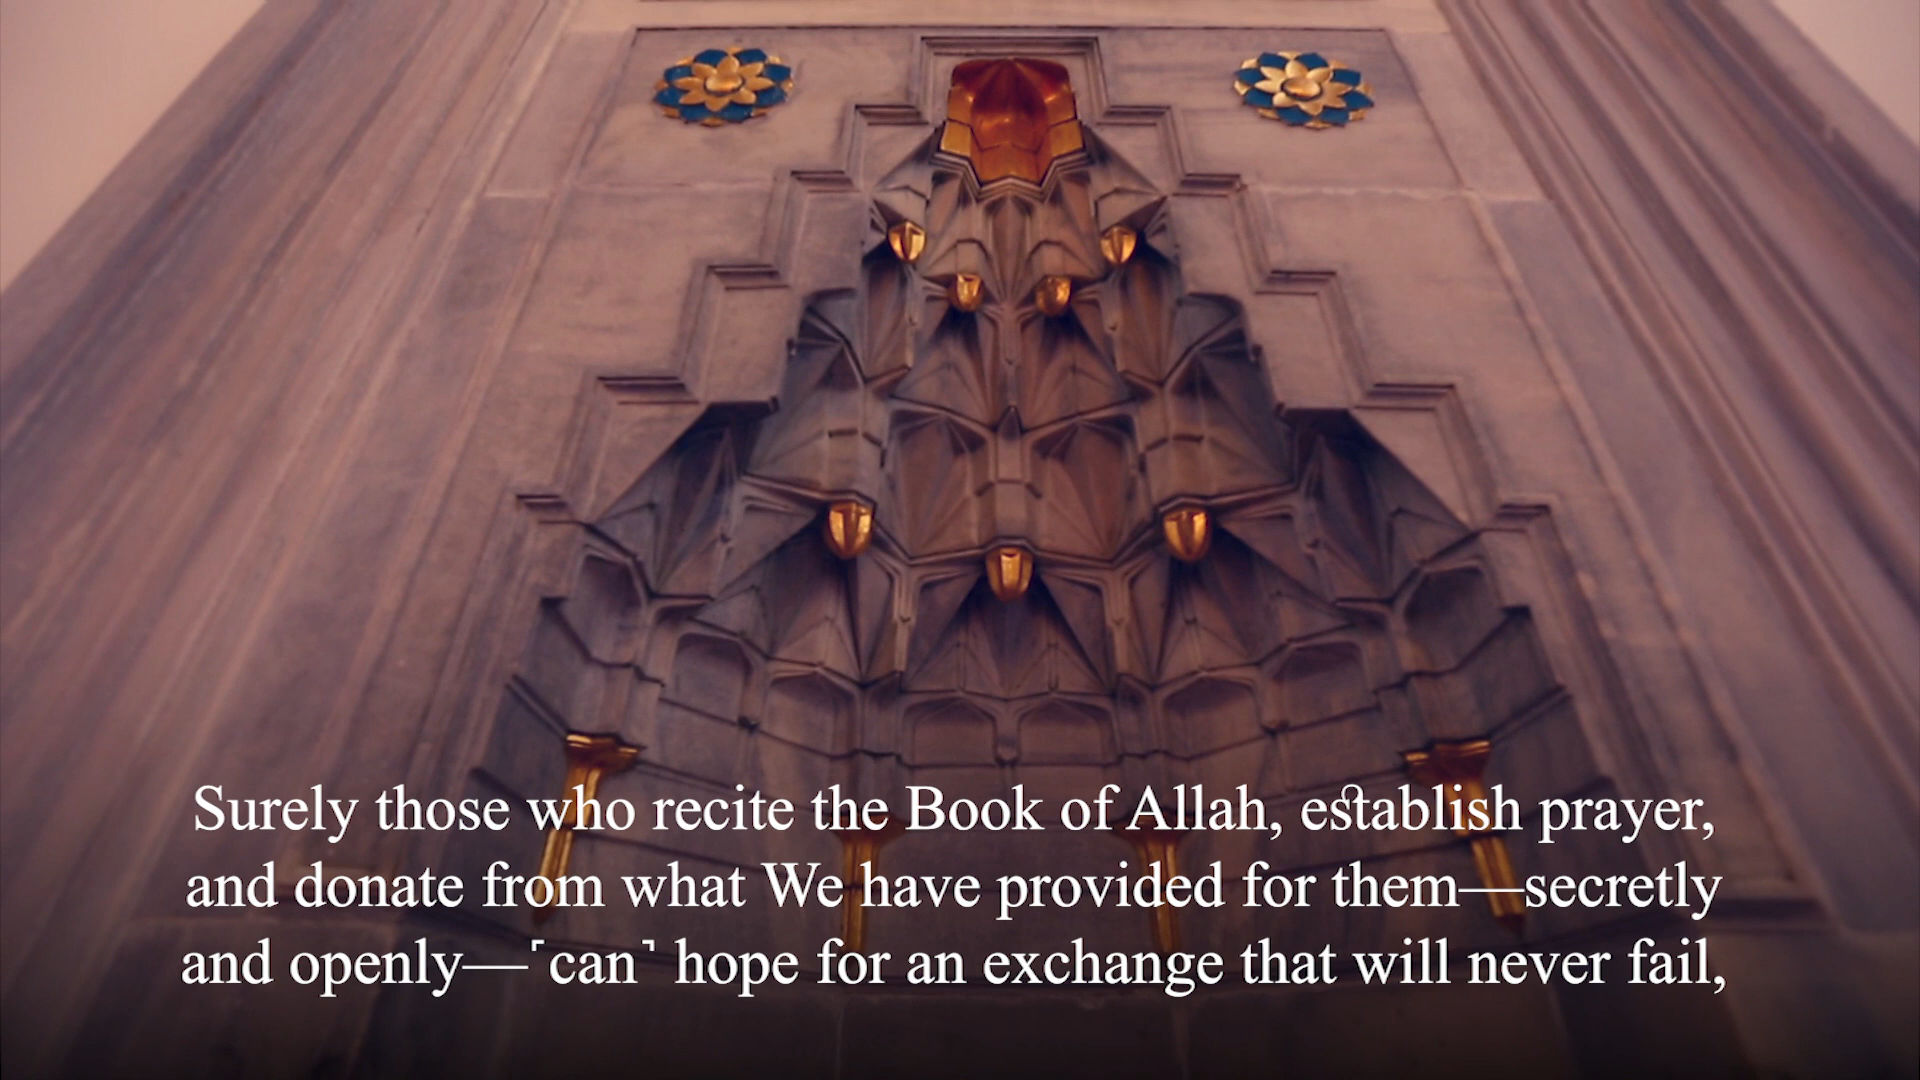 Surely those who recite the Book of Allah, establish prayer,
and donate from what We have provided for them—secretly
and openly—˹can˺ hope for an exchange that will never fail,